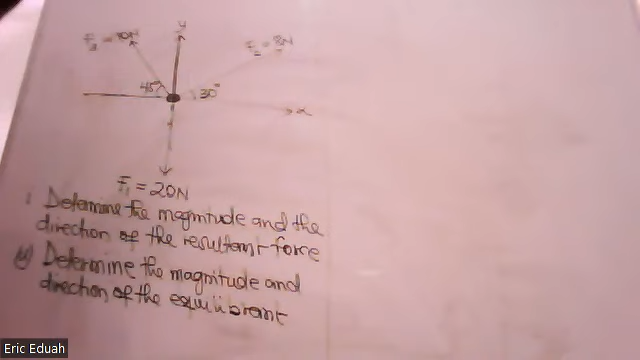 y
F₃ = 10N
F₂ = 8N
45°
30°
x
F₁ = 20N
i Determine the magnitude and the
direction of the resultant force
ii) Determine the magnitude and
direction of the equilibrant
Eric Eduah